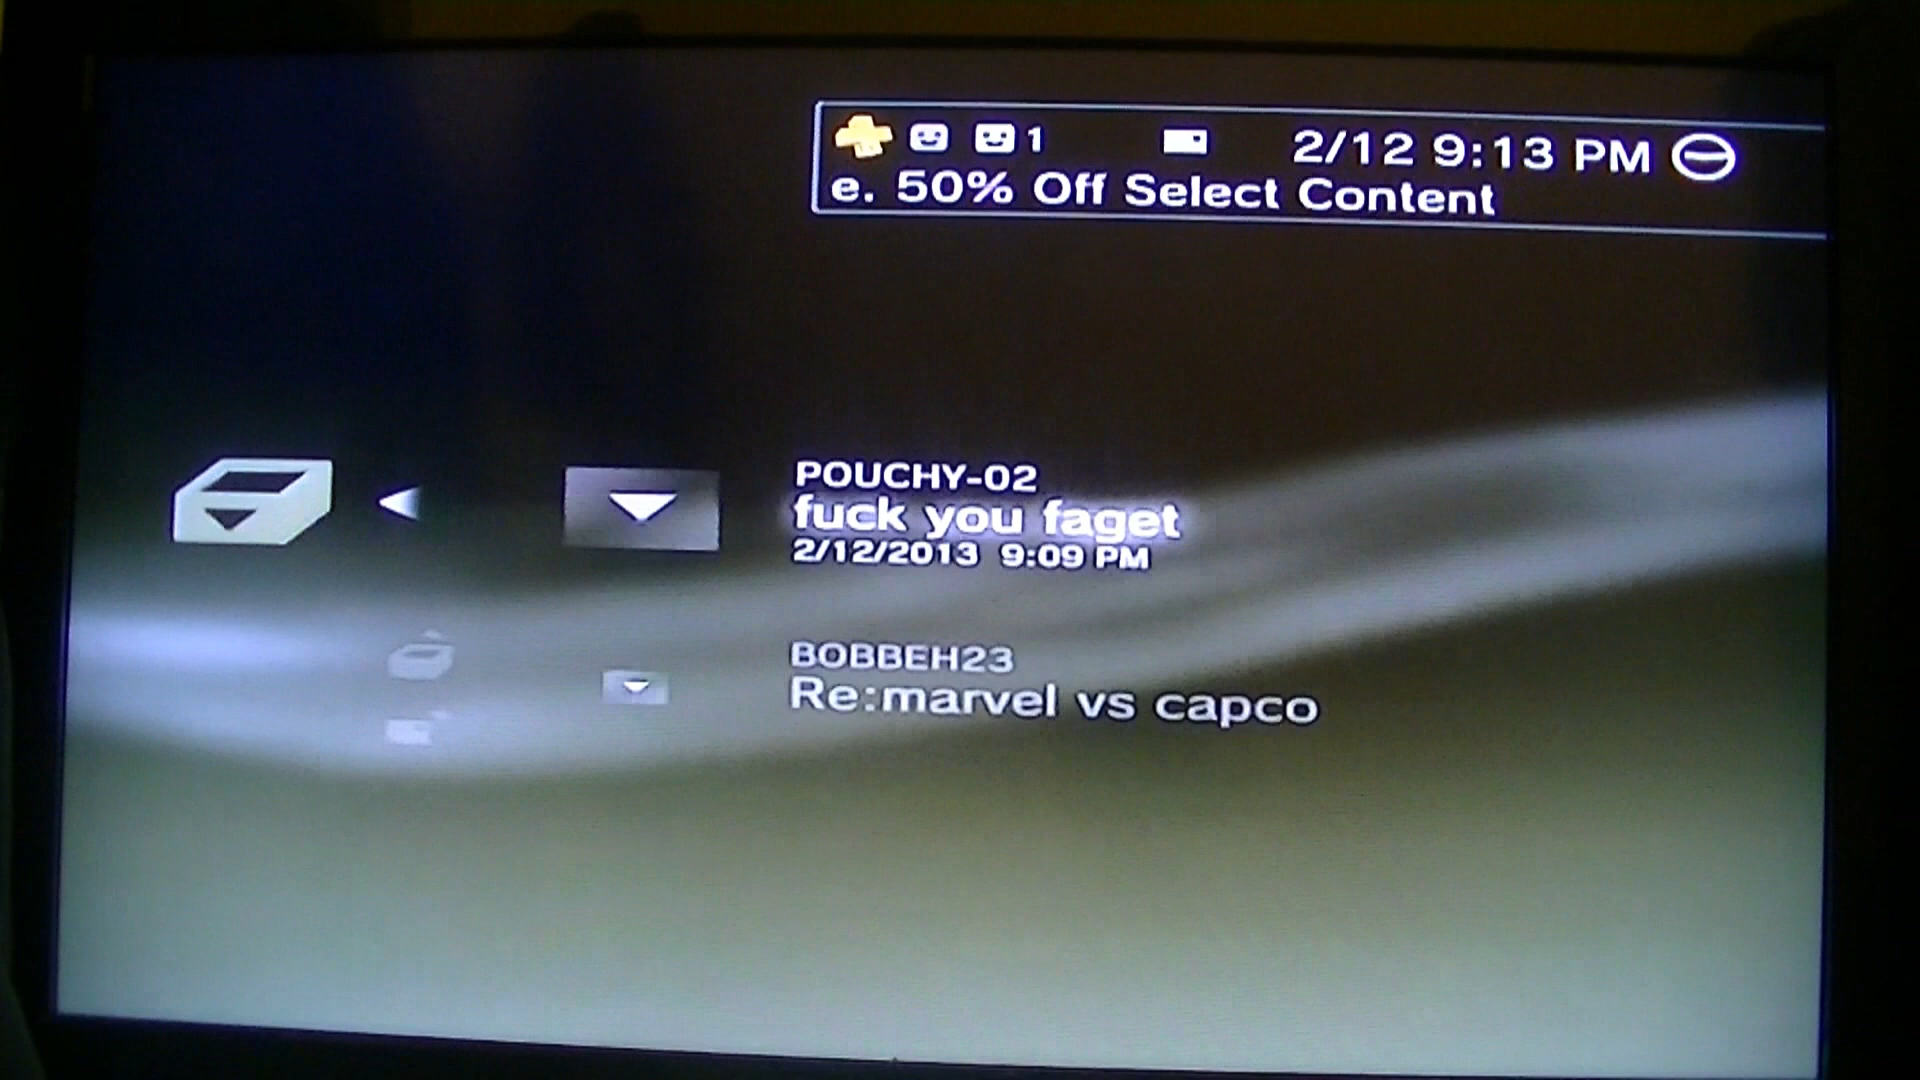 1 2/12 9:13 PM
e. 50% Off Select Content
POUCHY-02
fuck you faget
2/12/2013 9:09 PM
BOBBEH23
Re:marvel vs capco